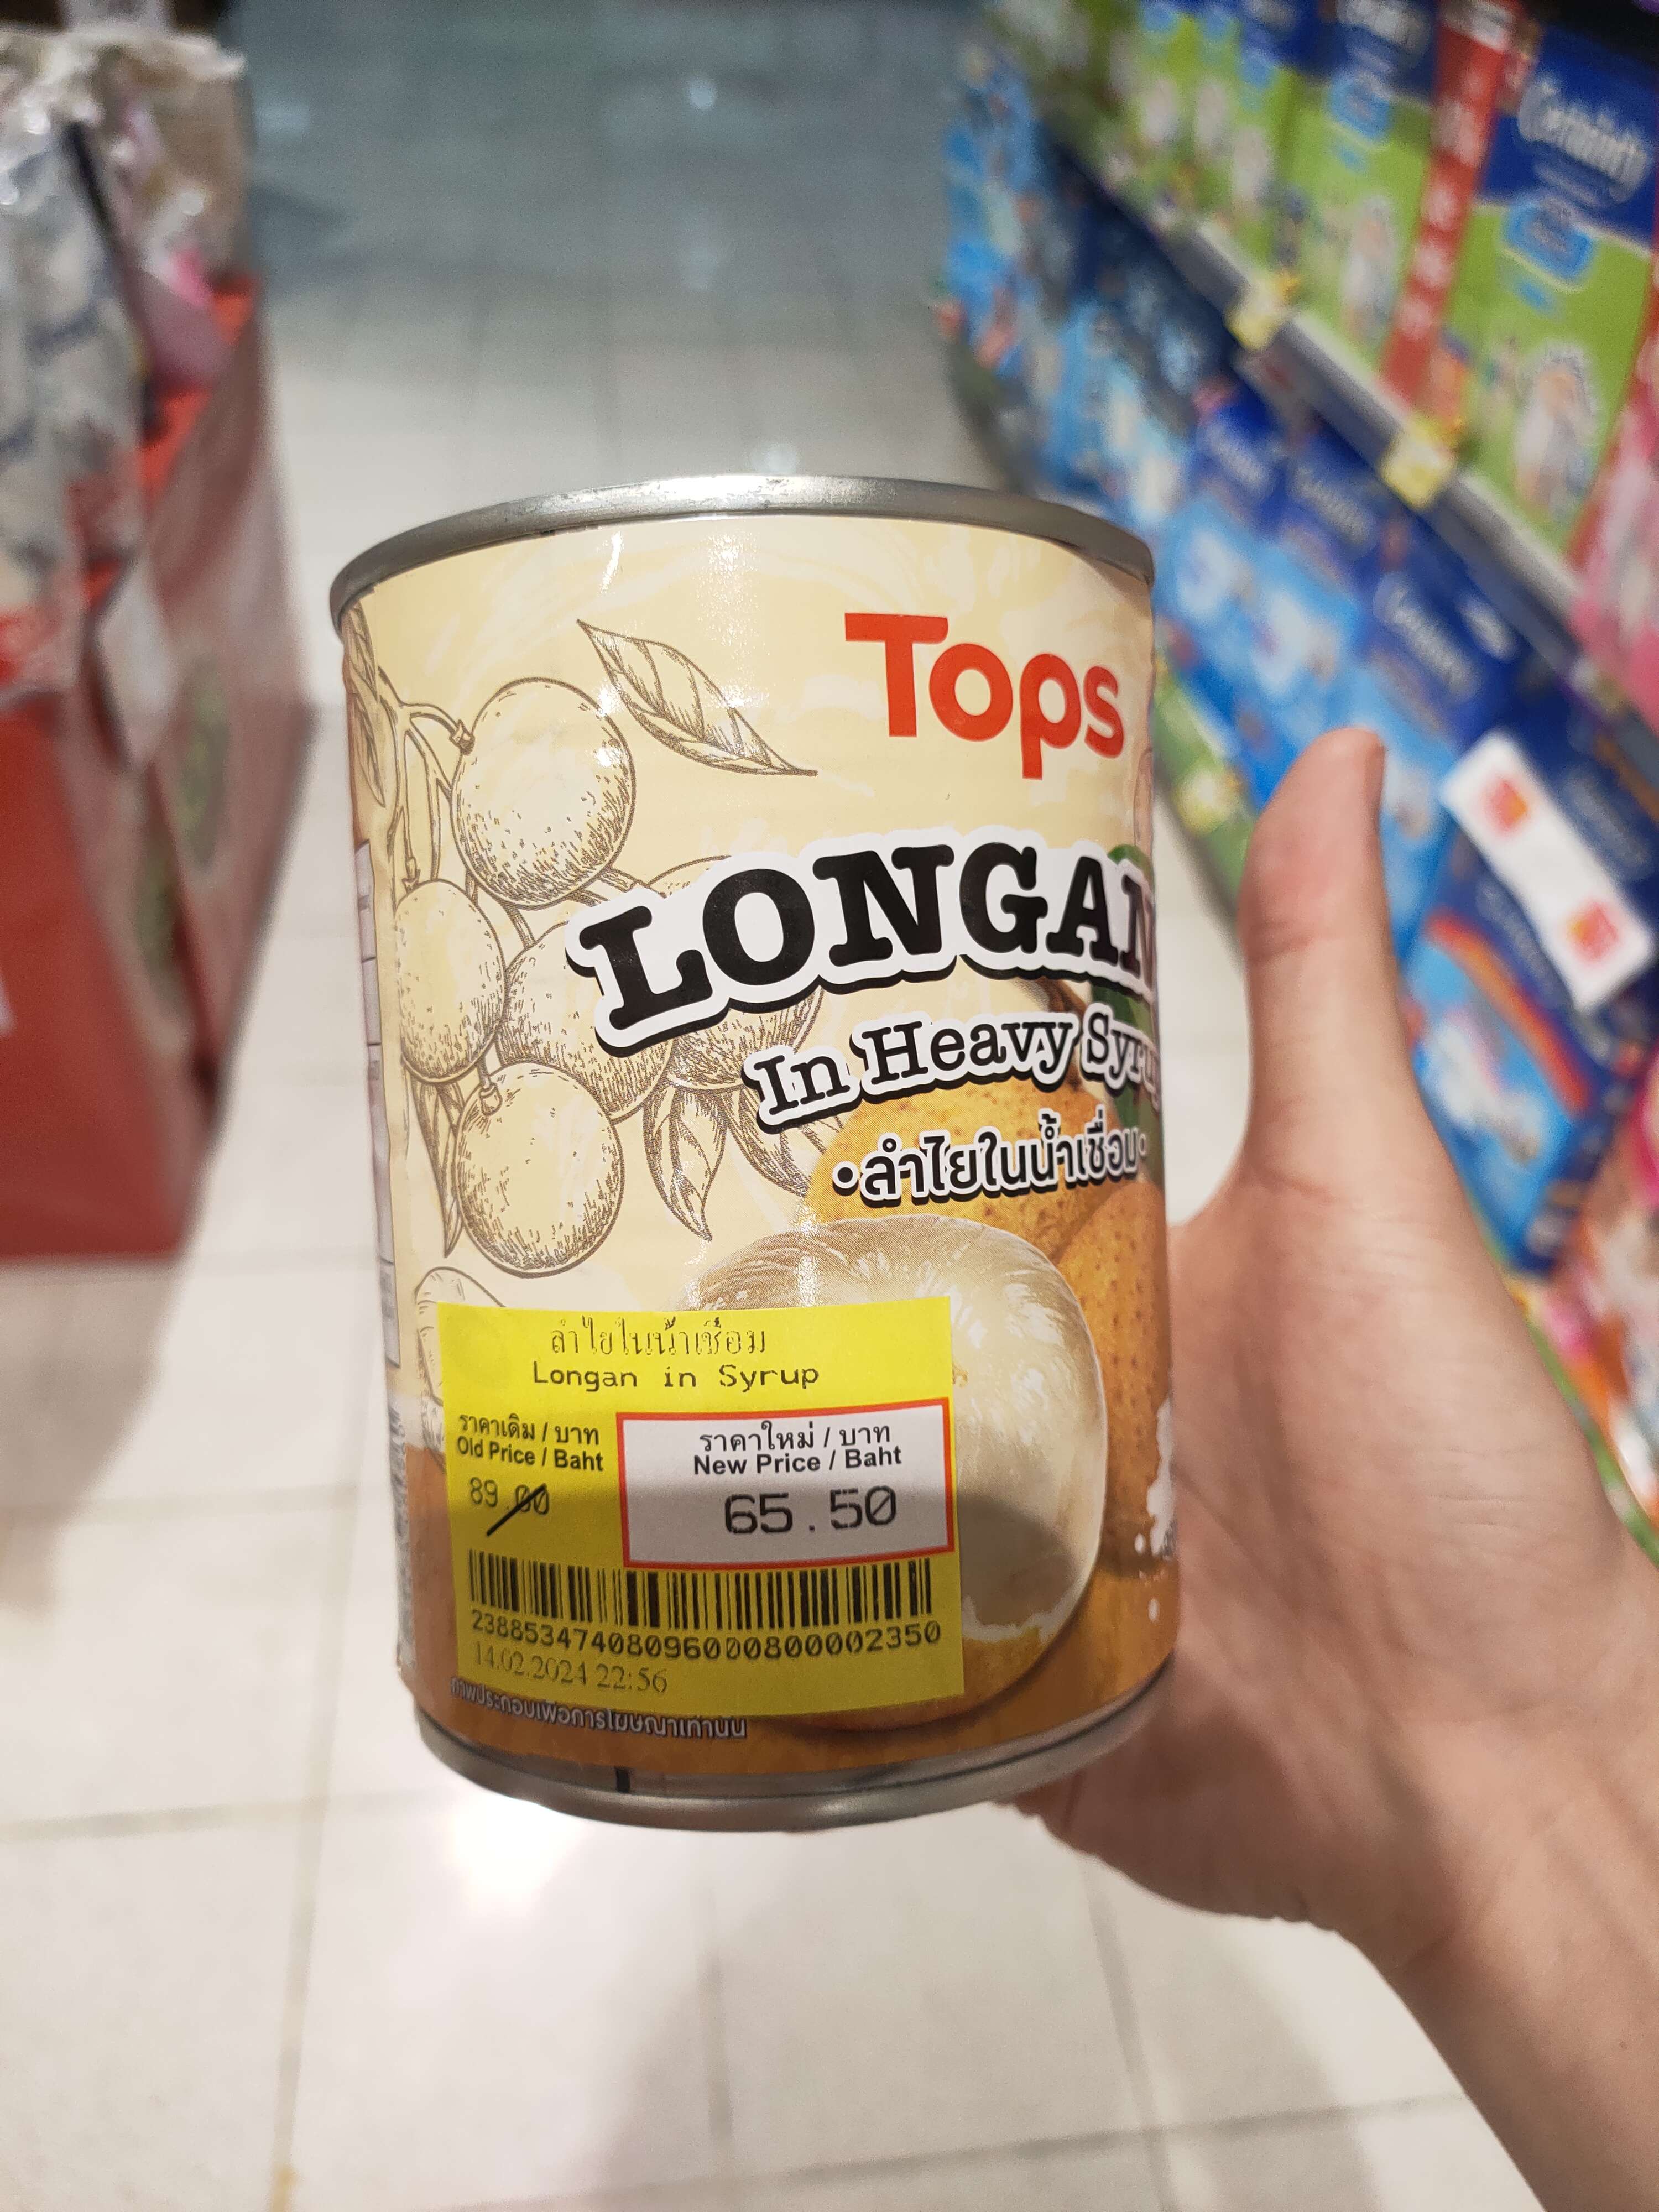 Certainty
Tops
LONGAN
In Heavy Syru
•ลำไยในน้ำเชื่อม•
ลำไยในน้ำเชื่อม
Longan in Syrup
ราคาเดิม / บาท
Old Price / Baht
89.00
ราคาใหม่ / บาท
New Price / Baht
65.50
23885347408096000800002350
14.02.2024 22:56
ภาพประกอบเพื่อการโฆษณาเท่านั้น